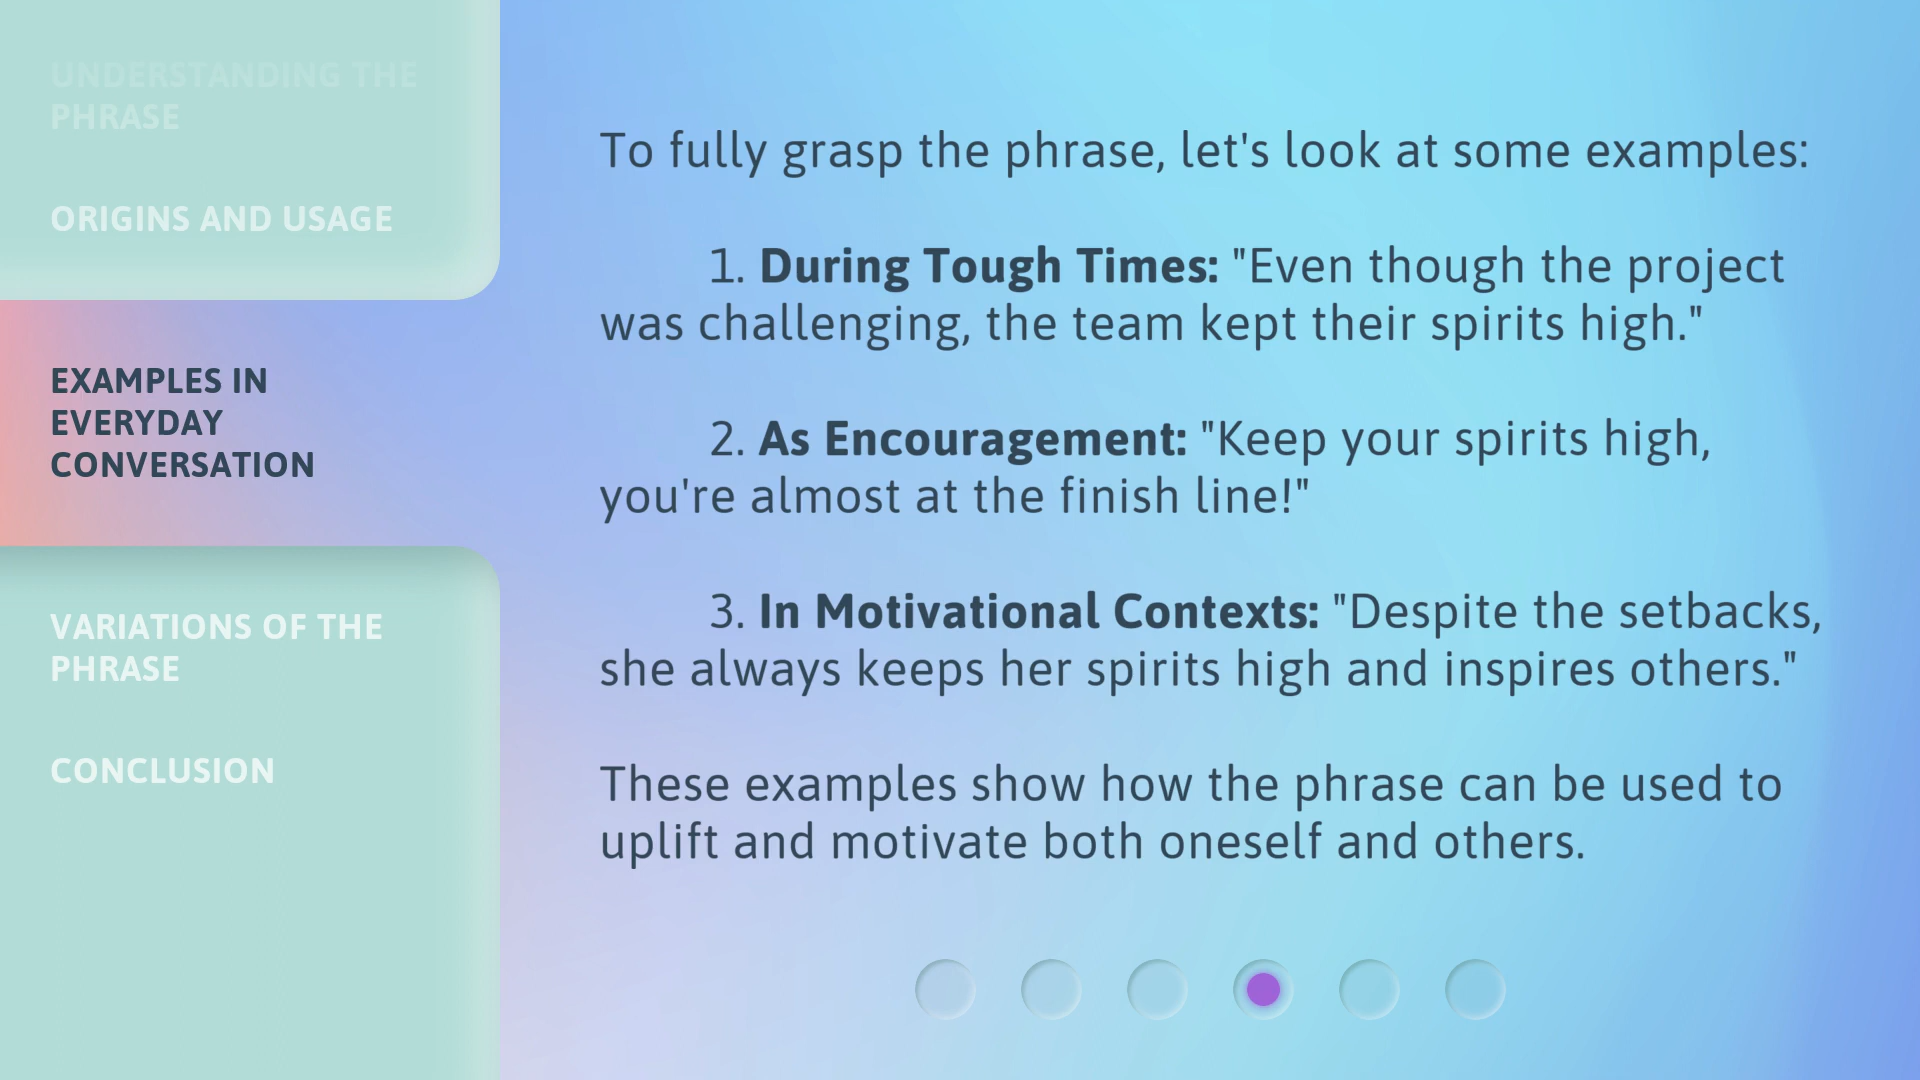 UNDERSTANDING THE
PHRASE
ORIGINS AND USAGE
EXAMPLES IN
EVERYDAY
CONVERSATION
VARIATIONS OF THE
PHRASE
CONCLUSION
To fully grasp the phrase, let's look at some examples:
1. During Tough Times: "Even though the project
was challenging, the team kept their spirits high."
2. As Encouragement: "Keep your spirits high,
you're almost at the finish line!"
3. In Motivational Contexts: "Despite the setbacks,
she always keeps her spirits high and inspires others."
These examples show how the phrase can be used to
uplift and motivate both oneself and others.